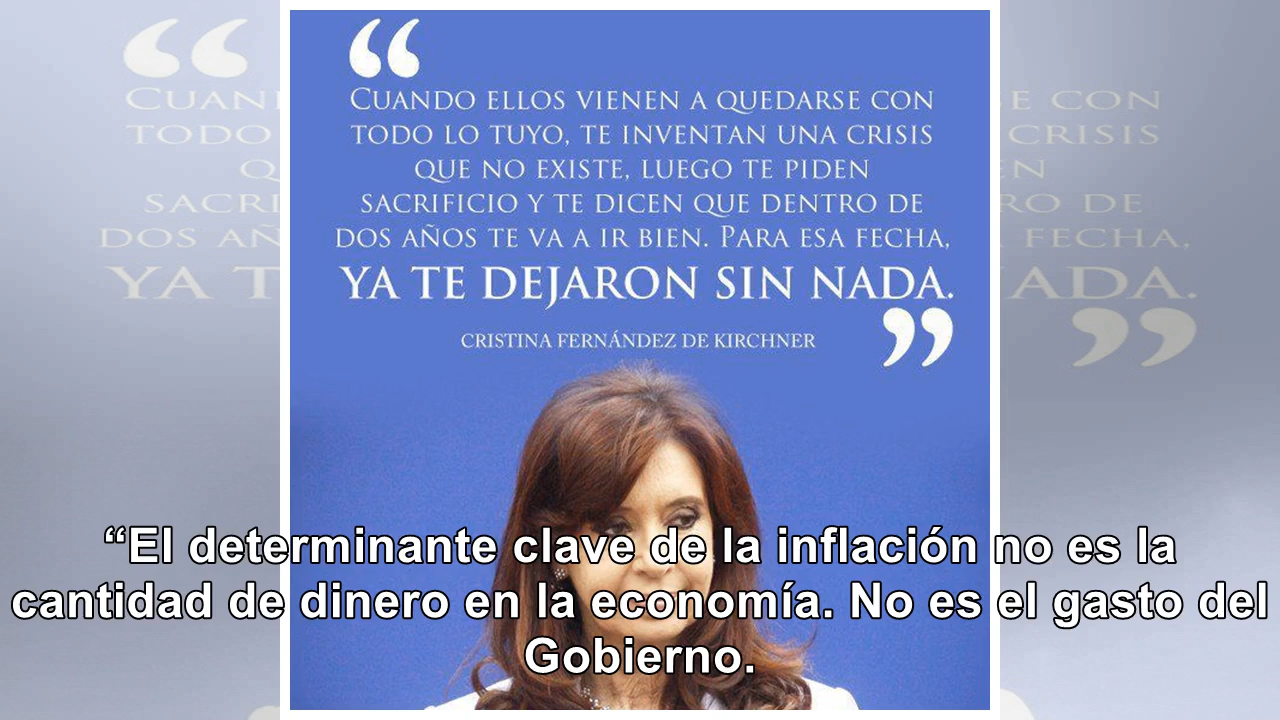 “
CUANDO ELLOS VIENEN A QUEDARSE CON
TODO LO TUYO, TE INVENTAN UNA CRISIS
QUE NO EXISTE, LUEGO TE PIDEN
SACRIFICIO Y TE DICEN QUE DENTRO DE
DOS AÑOS TE VA A IR BIEN. PARA ESA FECHA,
YA TE DEJARON SIN NADA.
”
CRISTINA FERNÁNDEZ DE KIRCHNER
“El determinante clave de la inflación no es la
cantidad de dinero en la economía. No es el gasto del
Gobierno.